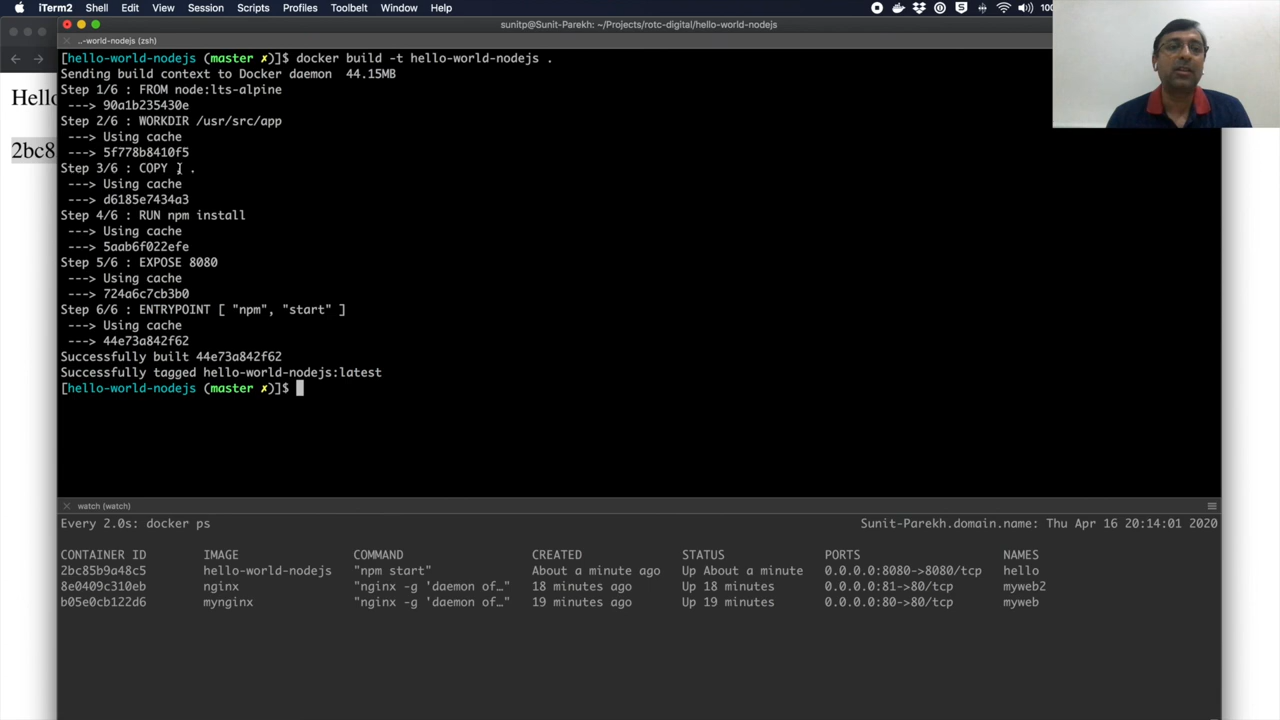 iTerm2 Shell Edit View Session Scripts Profiles Toolbelt Window Help
sunitp@Sunit-Parekh: ~/Projects/rotc-digital/hello-world-nodejs
..-world-nodejs (zsh)
[hello-world-nodejs (master ✗)]$ docker build -t hello-world-nodejs .
Sending build context to Docker daemon  44.15MB
Step 1/6 : FROM node:lts-alpine
---> 90a1b235430e
Step 2/6 : WORKDIR /usr/src/app
---> Using cache
---> 5f778b8410f5
Step 3/6 : COPY . .
---> Using cache
---> d6185e7434a3
Step 4/6 : RUN npm install
---> Using cache
---> 5aab6f022efe
Step 5/6 : EXPOSE 8080
---> Using cache
---> 724a6c7cb3b0
Step 6/6 : ENTRYPOINT [ "npm", "start" ]
---> Using cache
---> 44e73a842f62
Successfully built 44e73a842f62
Successfully tagged hello-world-nodejs:latest
[hello-world-nodejs (master ✗)]$
Hello
2bc8
watch (watch)
Every 2.0s: docker ps Sunit-Parekh.domain.name: Thu Apr 16 20:14:01 2020
CONTAINER ID IMAGE COMMAND CREATED STATUS PORTS NAMES
2bc85b9a48c5 hello-world-nodejs "npm start" About a minute ago Up About a minute 0.0.0.0:8080->8080/tcp hello
8e0409c310eb nginx "nginx -g 'daemon of…" 18 minutes ago Up 18 minutes 0.0.0.0:81->80/tcp myweb2
b05e0cb122d6 mynginx "nginx -g 'daemon of…" 19 minutes ago Up 19 minutes 0.0.0.0:80->80/tcp myweb